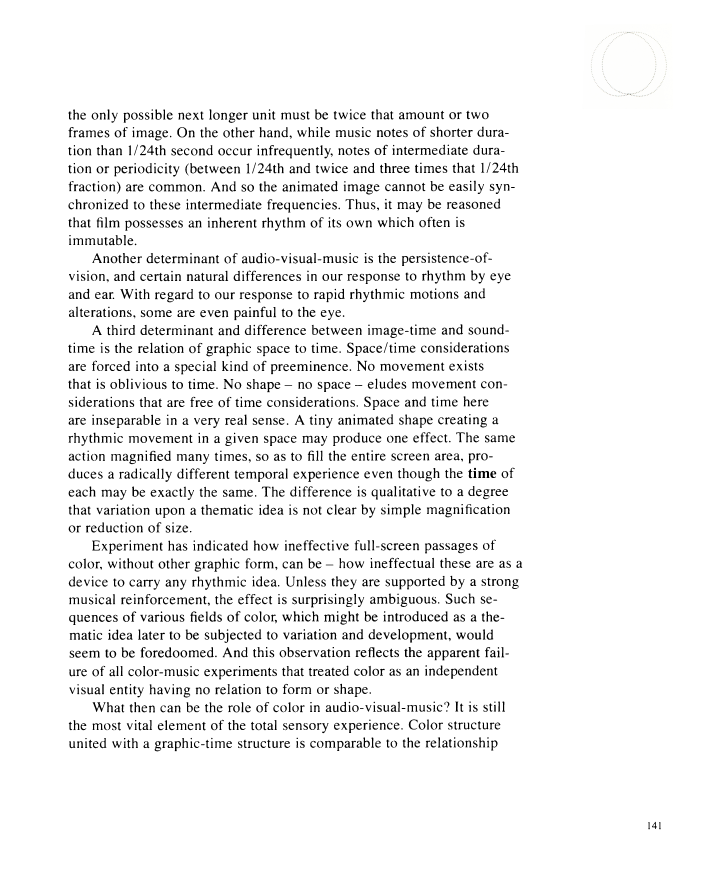 the only possible next longer unit must be twice that amount or two
frames of image. On the other hand, while music notes of shorter dura-
tion than 1/24th second occur infrequently, notes of intermediate dura-
tion or periodicity (between 1/24th and twice and three times that 1/24th
fraction) are common. And so the animated image cannot be easily syn-
chronized to these intermediate frequencies. Thus, it may be reasoned
that film possesses an inherent rhythm of its own which often is
immutable.
Another determinant of audio-visual-music is the persistence-of-
vision, and certain natural differences in our response to rhythm by eye
and ear. With regard to our response to rapid rhythmic motions and
alterations, some are even painful to the eye.
A third determinant and difference between image-time and sound-
time is the relation of graphic space to time. Space/time considerations
are forced into a special kind of preeminence. No movement exists
that is oblivious to time. No shape – no space – eludes movement con-
siderations that are free of time considerations. Space and time here
are inseparable in a very real sense. A tiny animated shape creating a
rhythmic movement in a given space may produce one effect. The same
action magnified many times, so as to fill the entire screen area, pro-
duces a radically different temporal experience even though the time of
each may be exactly the same. The difference is qualitative to a degree
that variation upon a thematic idea is not clear by simple magnification
or reduction of size.
Experiment has indicated how ineffective full-screen passages of
color, without other graphic form, can be – how ineffectual these are as a
device to carry any rhythmic idea. Unless they are supported by a strong
musical reinforcement, the effect is surprisingly ambiguous. Such se-
quences of various fields of color, which might be introduced as a the-
matic idea later to be subjected to variation and development, would
seem to be foredoomed. And this observation reflects the apparent fail-
ure of all color-music experiments that treated color as an independent
visual entity having no relation to form or shape.
What then can be the role of color in audio-visual-music? It is still
the most vital element of the total sensory experience. Color structure
united with a graphic-time structure is comparable to the relationship
141